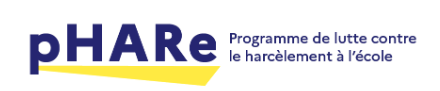 pHARe
Programme de lutte contre
le harcèlement à l'école